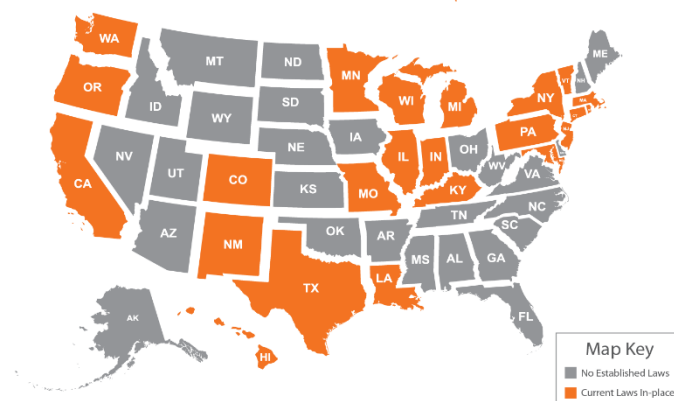 WA
MT
ND
MN
ME
VT
NH
OR
ID
SD
WI
MI
NY
MA
WY
IA
PA
NJ
NE
NV
IL
IN
OH
CA
UT
CO
WV
VA
KS
MO
KY
NC
TN
AZ
NM
OK
AR
SC
MS
AL
GA
TX
LA
FL
AK
HI
Map Key
No Established Laws
Current Laws In-place